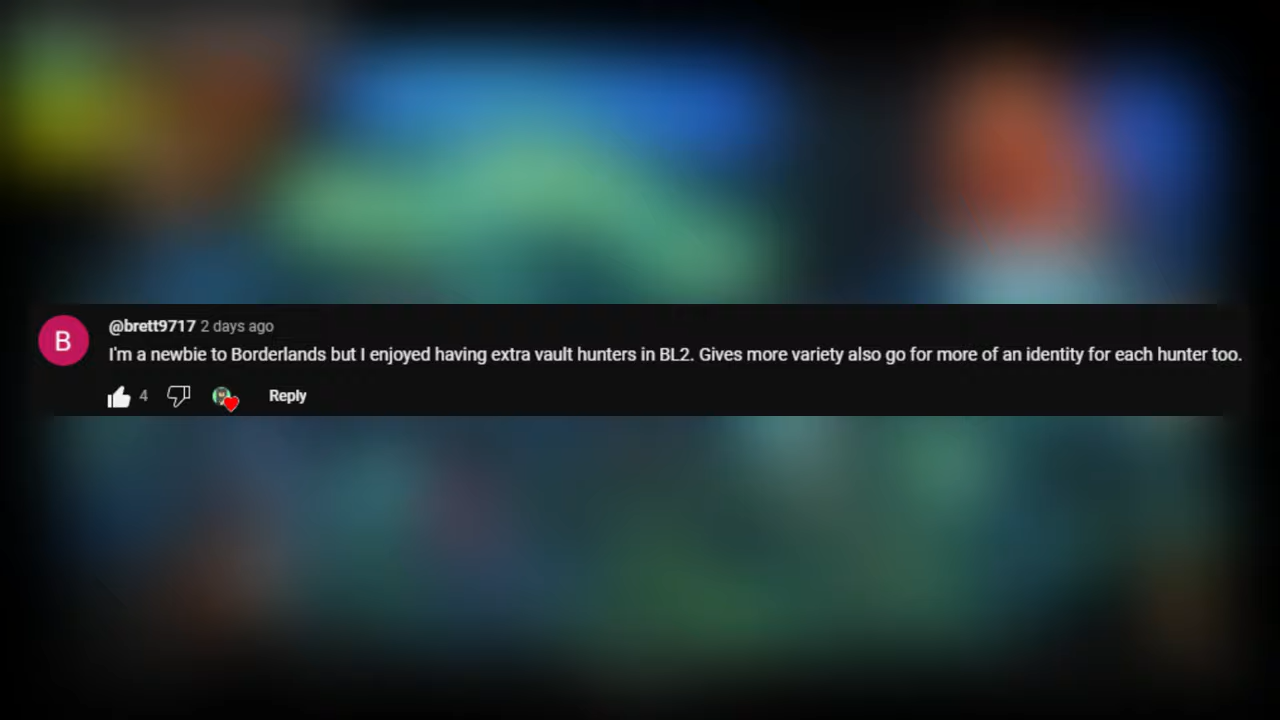 B
@brett9717 2 days ago
I'm a newbie to Borderlands but I enjoyed having extra vault hunters in BL2. Gives more variety also go for more of an identity for each hunter too.
4 Reply